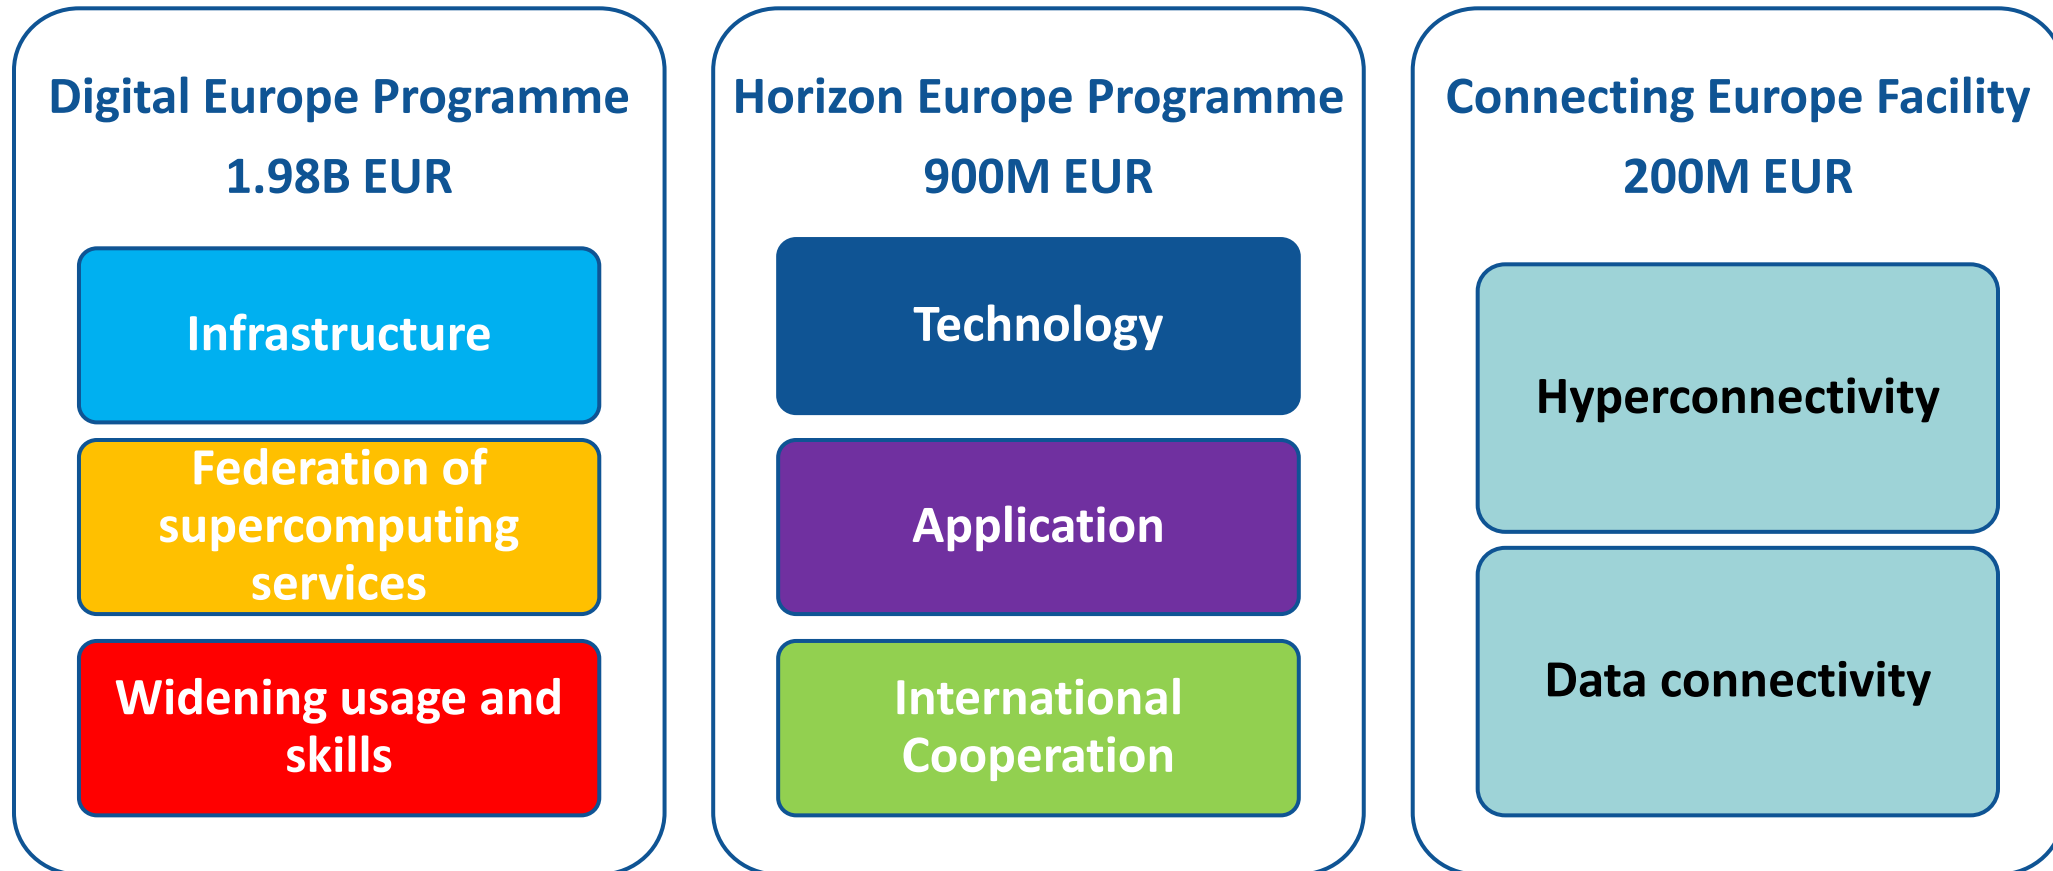 Digital Europe Programme
1.98B EUR
Infrastructure
Federation of
supercomputing
services
Widening usage and
skills
Horizon Europe Programme
900M EUR
Technology
Application
International
Cooperation
Connecting Europe Facility
200M EUR
Hyperconnectivity
Data connectivity